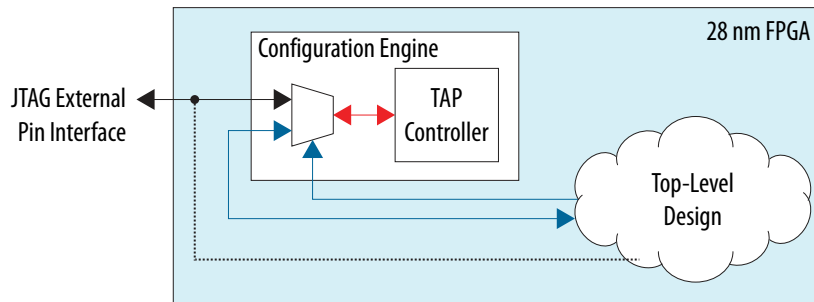 28 nm FPGA
Configuration Engine
JTAG External
Pin Interface
TAP
Controller
Top-Level
Design